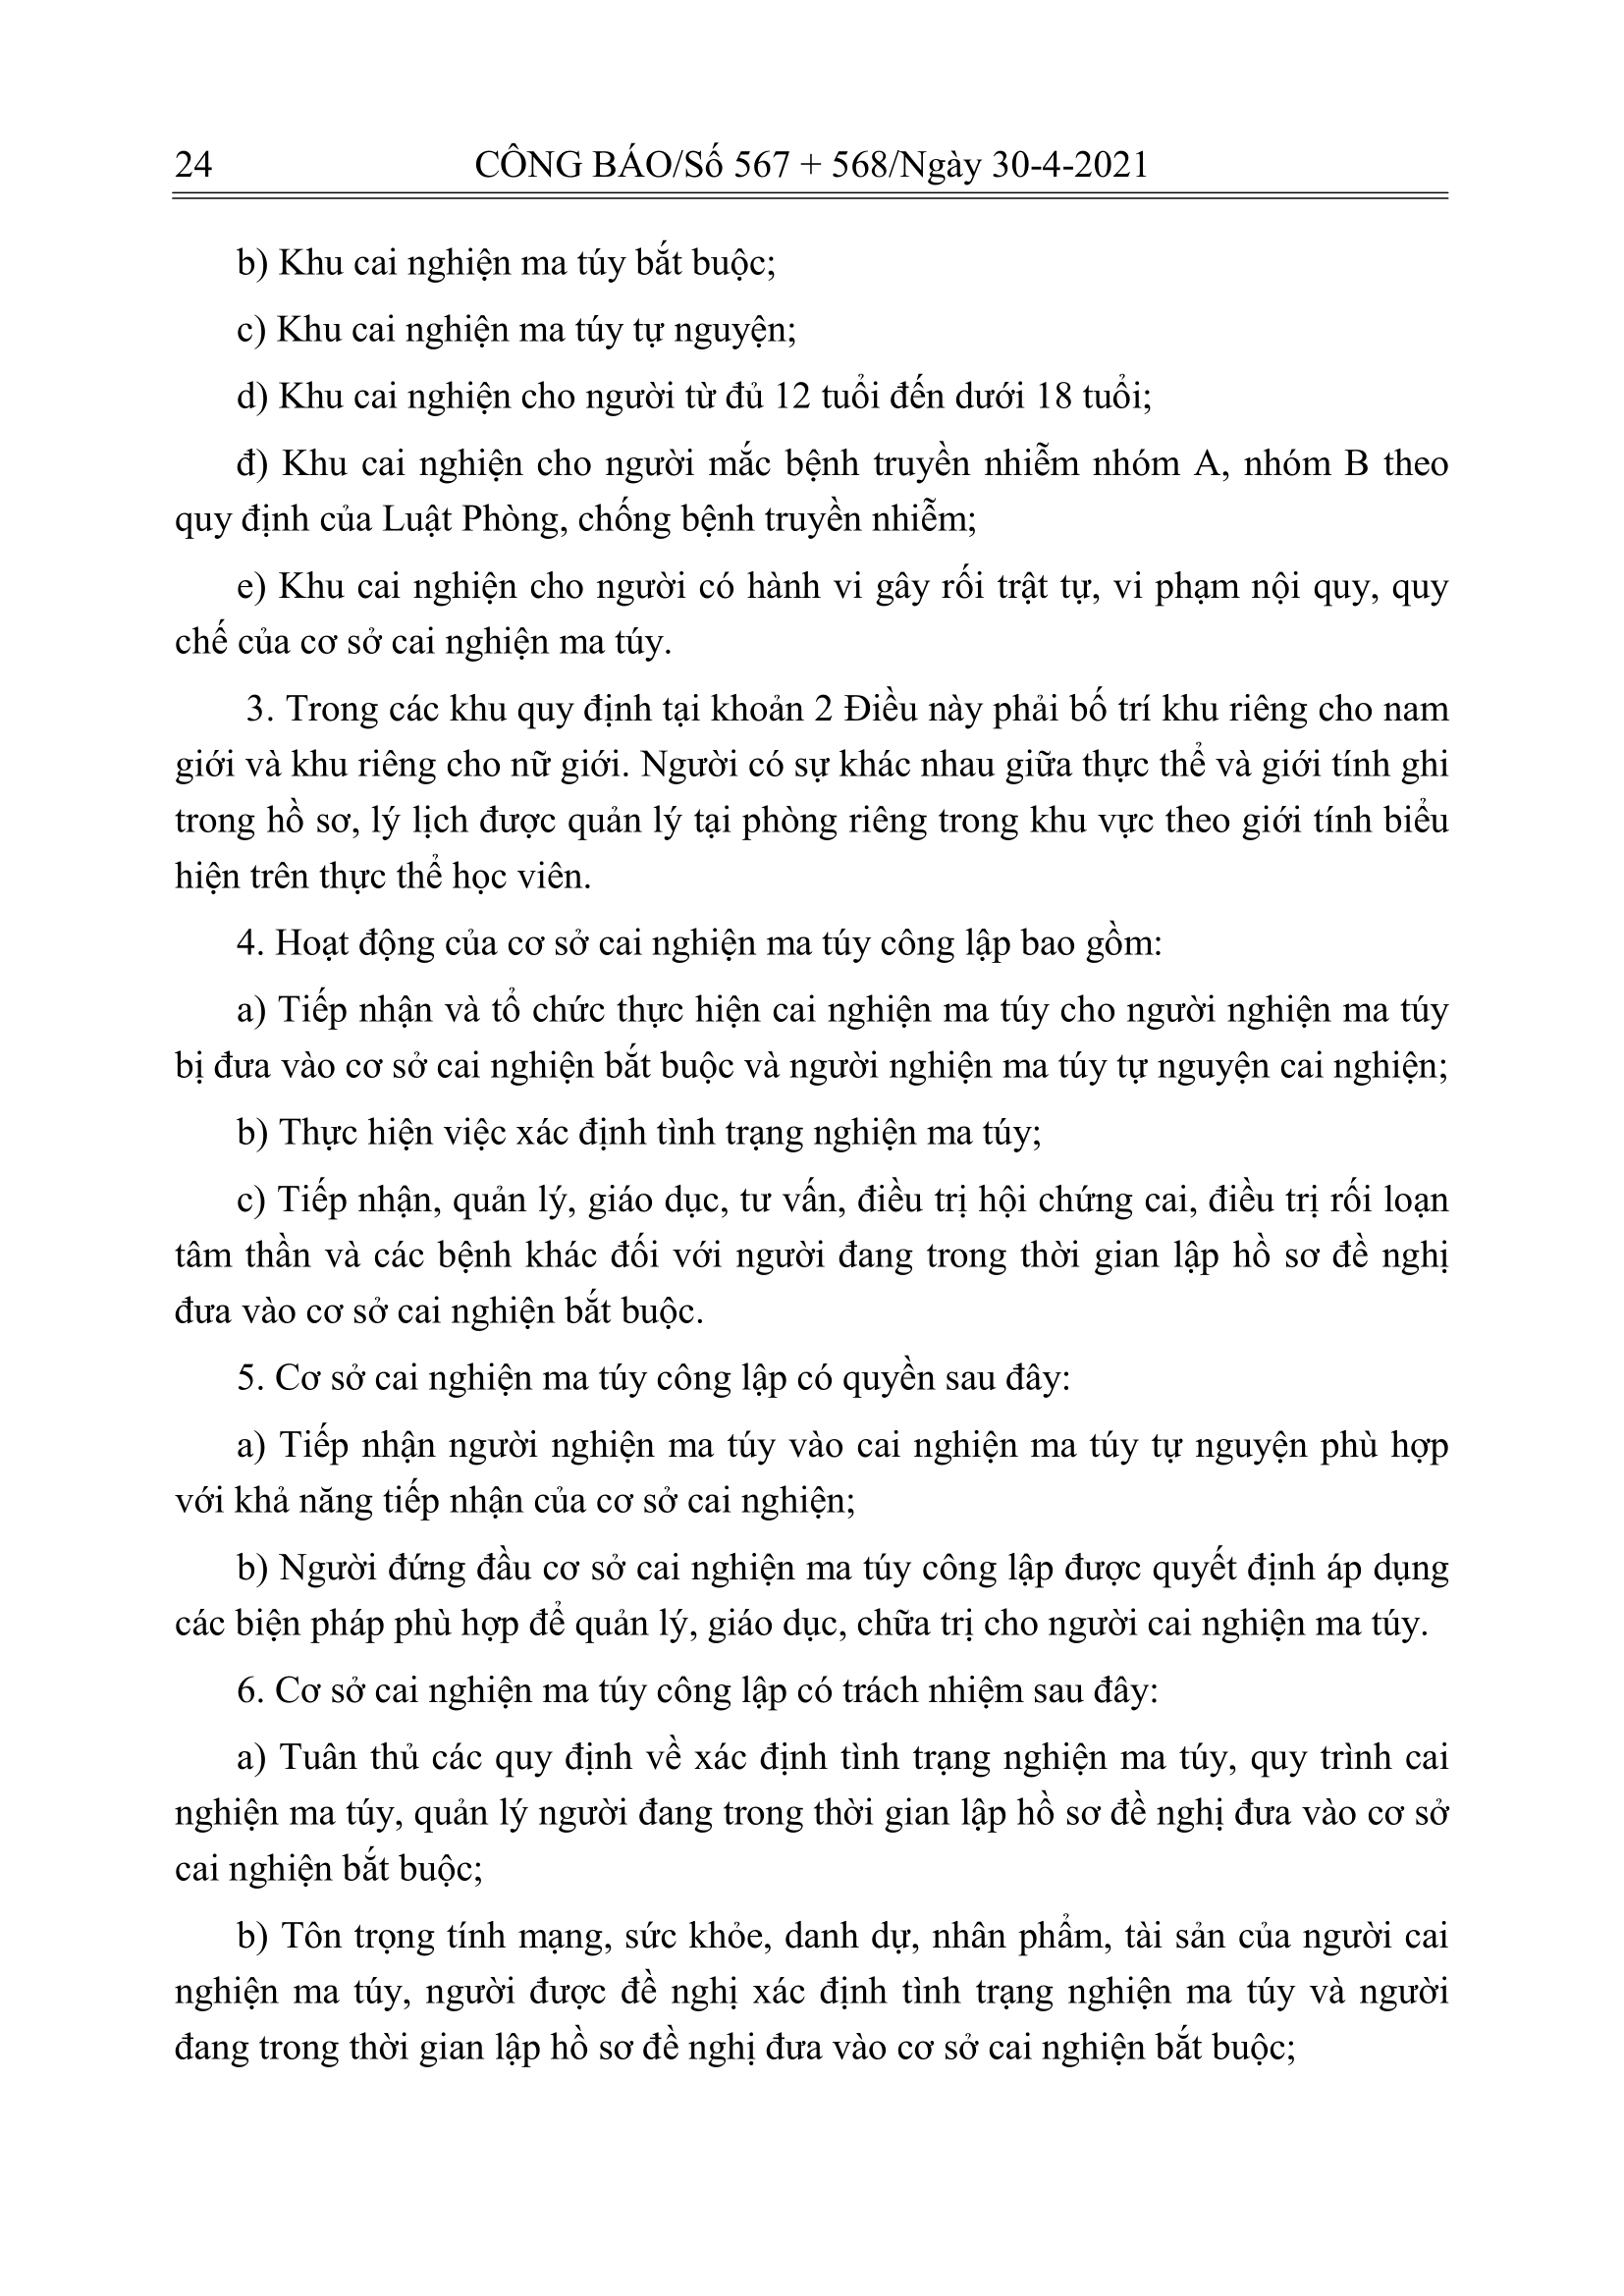 24
CÔNG BÁO/Số 567 + 568/Ngày 30-4-2021
b) Khu cai nghiện ma túy bắt buộc;
c) Khu cai nghiện ma túy tự nguyện;
d) Khu cai nghiện cho người từ đủ 12 tuổi đến dưới 18 tuổi;
đ) Khu cai nghiện cho người mắc bệnh truyền nhiễm nhóm A, nhóm B theo
quy định của Luật Phòng, chống bệnh truyền nhiễm;
e) Khu cai nghiện cho người có hành vi gây rối trật tự, vi phạm nội quy, quy
chế của cơ sở cai nghiện ma túy.
3. Trong các khu quy định tại khoản 2 Điều này phải bố trí khu riêng cho nam
giới và khu riêng cho nữ giới. Người có sự khác nhau giữa thực thể và giới tính ghi
trong hồ sơ, lý lịch được quản lý tại phòng riêng trong khu vực theo giới tính biểu
hiện trên thực thể học viên.
4. Hoạt động của cơ sở cai nghiện ma túy công lập bao gồm:
a) Tiếp nhận và tổ chức thực hiện cai nghiện ma túy cho người nghiện ma túy
bị đưa vào cơ sở cai nghiện bắt buộc và người nghiện ma túy tự nguyện cai nghiện;
b) Thực hiện việc xác định tình trạng nghiện ma túy;
c) Tiếp nhận, quản lý, giáo dục, tư vấn, điều trị hội chứng cai, điều trị rối loạn
tâm thần và các bệnh khác đối với người đang trong thời gian lập hồ sơ đề nghị
đưa vào cơ sở cai nghiện bắt buộc.
5. Cơ sở cai nghiện ma túy công lập có quyền sau đây:
a) Tiếp nhận người nghiện ma túy vào cai nghiện ma túy tự nguyện phù hợp
với khả năng tiếp nhận của cơ sở cai nghiện;
b) Người đứng đầu cơ sở cai nghiện ma túy công lập được quyết định áp dụng
các biện pháp phù hợp để quản lý, giáo dục, chữa trị cho người cai nghiện ma túy.
6. Cơ sở cai nghiện ma túy công lập có trách nhiệm sau đây:
a) Tuân thủ các quy định về xác định tình trạng nghiện ma túy, quy trình cai
nghiện ma túy, quản lý người đang trong thời gian lập hồ sơ đề nghị đưa vào cơ sở
cai nghiện bắt buộc;
b) Tôn trọng tính mạng, sức khỏe, danh dự, nhân phẩm, tài sản của người cai
nghiện ma túy, người được đề nghị xác định tình trạng nghiện ma túy và người
đang trong thời gian lập hồ sơ đề nghị đưa vào cơ sở cai nghiện bắt buộc;